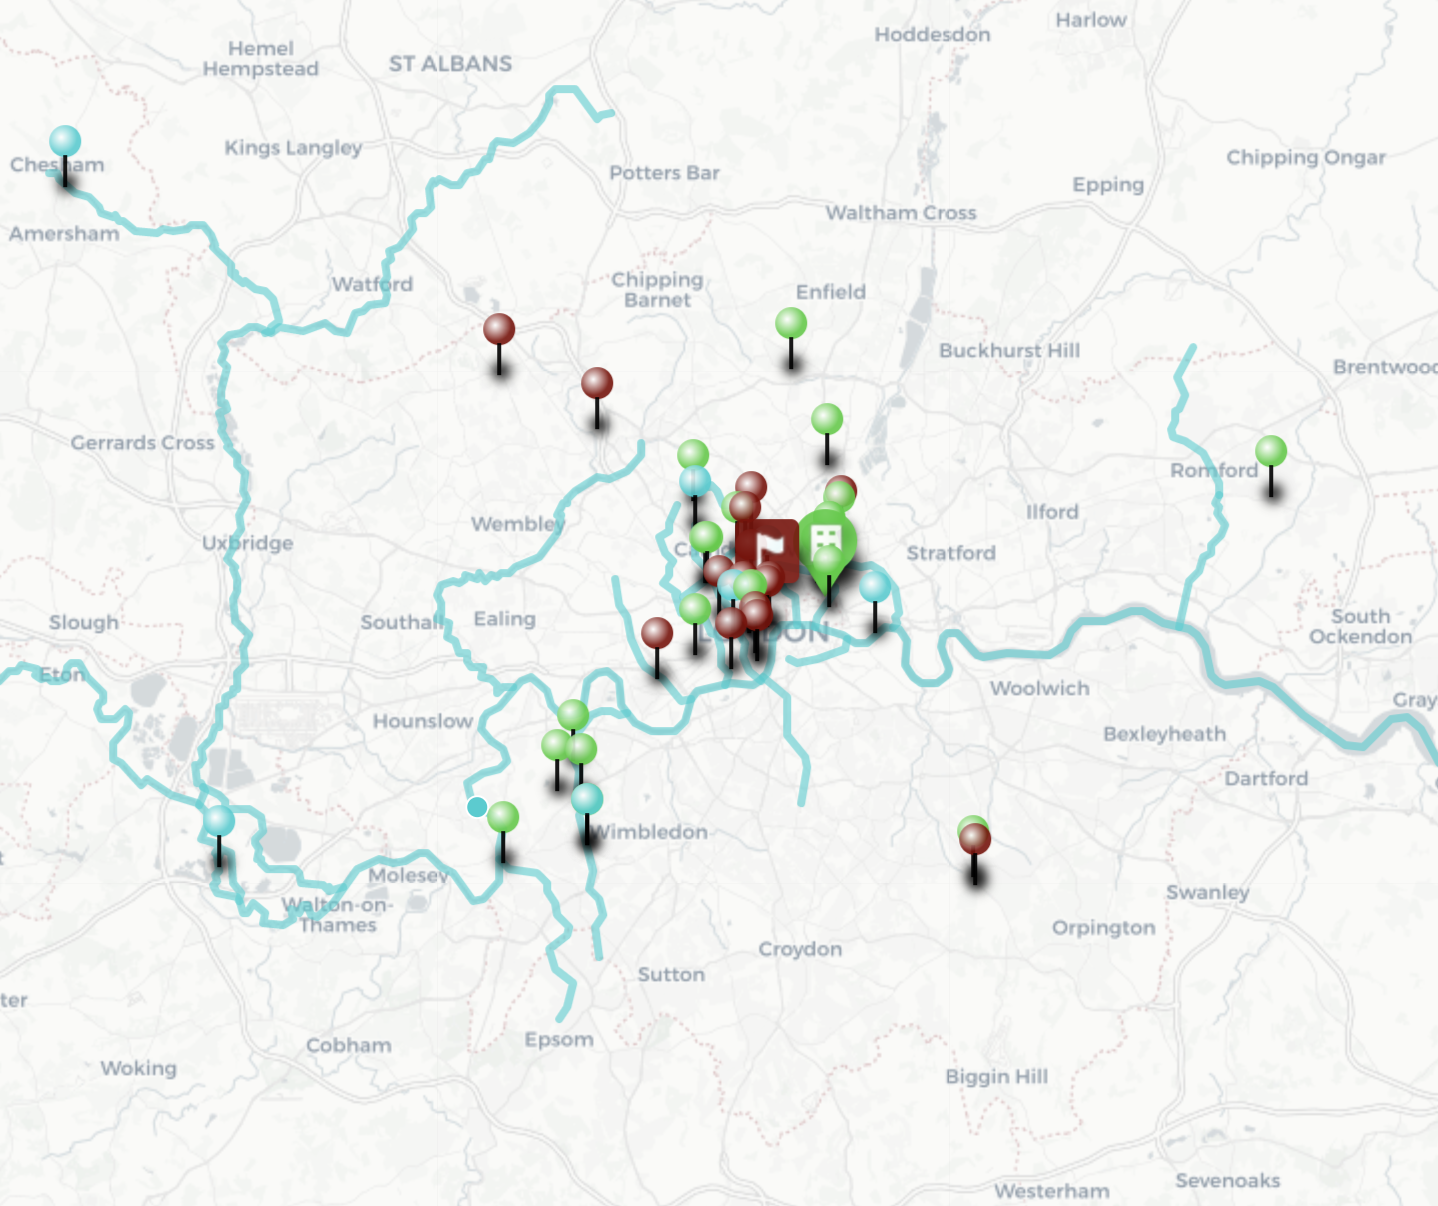 Harlow
Hoddesdon
Hemel
Hempstead
ST ALBANS
Kings Langley
Chesham
Potters Bar
Chipping Ongar
Epping
Waltham Cross
Amersham
Watford
Chipping
Barnet
Enfield
Buckhurst Hill
Brentwood
Gerrards Cross
Romford
Ilford
Wembley
Uxbridge
Stratford
Slough
Southall
Ealing
South
Ockendon
Eton
Woolwich
Hounslow
Bexleyheath
Dartford
Wimbledon
Molesey
Swanley
Walton-on-
Thames
Orpington
Croydon
Sutton
ter
Epsom
Cobham
Woking
Biggin Hill
Sevenoaks
Westerham